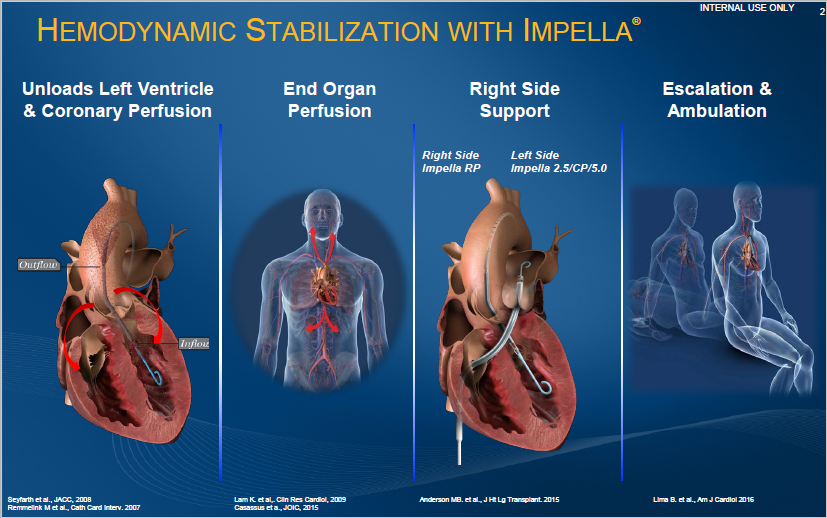 INTERNAL USE ONLY
2
HEMODYNAMIC STABILIZATION WITH IMPELLA®
Unloads Left Ventricle
& Coronary Perfusion
End Organ
Perfusion
Right Side
Support
Escalation &
Ambulation
Right Side
Impella RP
Left Side
Impella 2.5/CP/5.0
Outflow
Inflow
Seyfarth et al., JACC, 2008
Remmelink M et al., Cath Card Interv. 2007
Lam K. et al,. Clin Res Cardiol, 2009
Casassus et a., JOIC, 2015
Anderson MB. et al., J Ht Lg Transplant. 2015
Lima B. et al., Am J Cardiol 2016